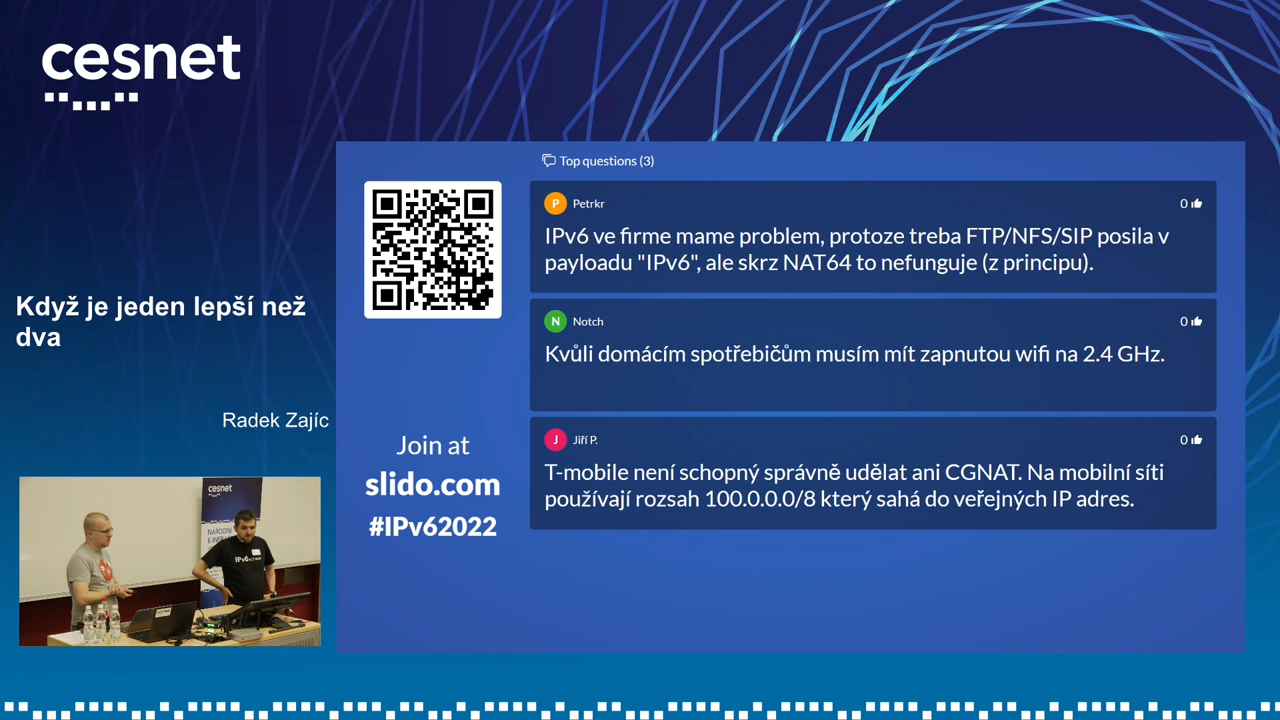 cesnet
Když je jeden lepší než
dva
Radek Zajíc
Top questions (3)
P Petrkr 0
IPv6 ve firme mame problem, protoze treba FTP/NFS/SIP posila v
payloadu "IPv6", ale skrz NAT64 to nefunguje (z principu).
N Notch 0
Kvůli domácím spotřebičům musím mít zapnutou wifi na 2.4 GHz.
J Jiří P. 0
T-mobile není schopný správně udělat ani CGNAT. Na mobilní síti
používají rozsah 100.0.0.0/8 který sahá do veřejných IP adres.
Join at
slido.com
#IPv62022
cesnet
NÁRODNÍ
IPv6